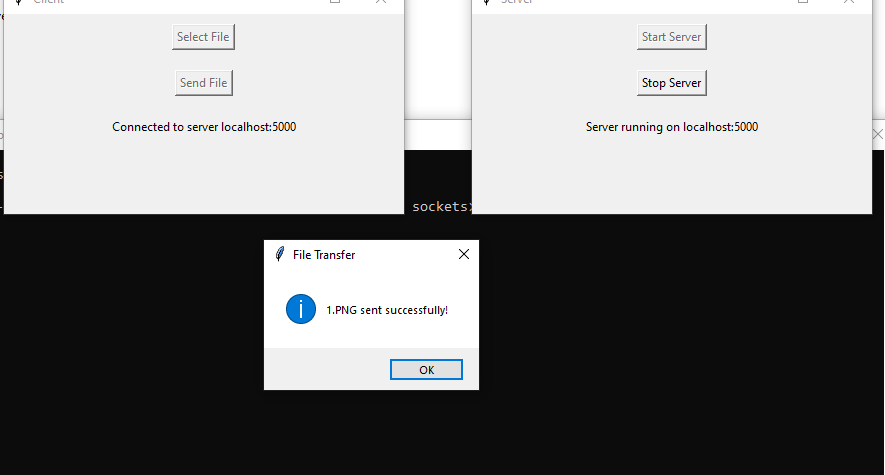 Client
Server
Select File
Start Server
Send File
Stop Server
Connected to server localhost:5000
Server running on localhost:5000
sockets>
File Transfer
1.PNG sent successfully!
OK